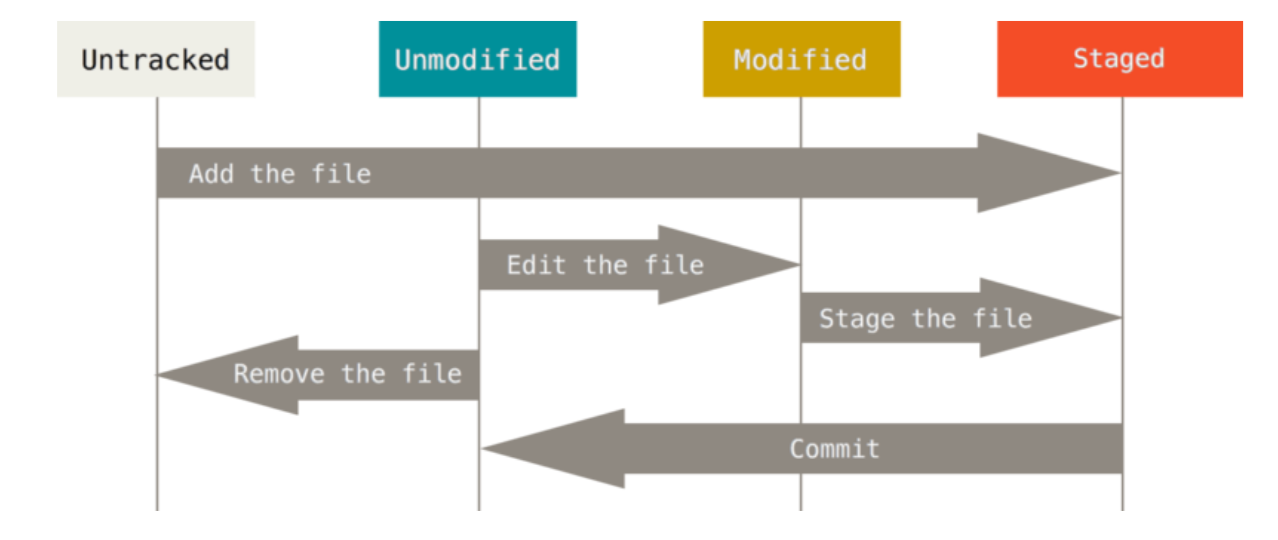 Untracked
Unmodified
Modified
Staged
Add the file
Edit the file
Stage the file
Remove the file
Commit